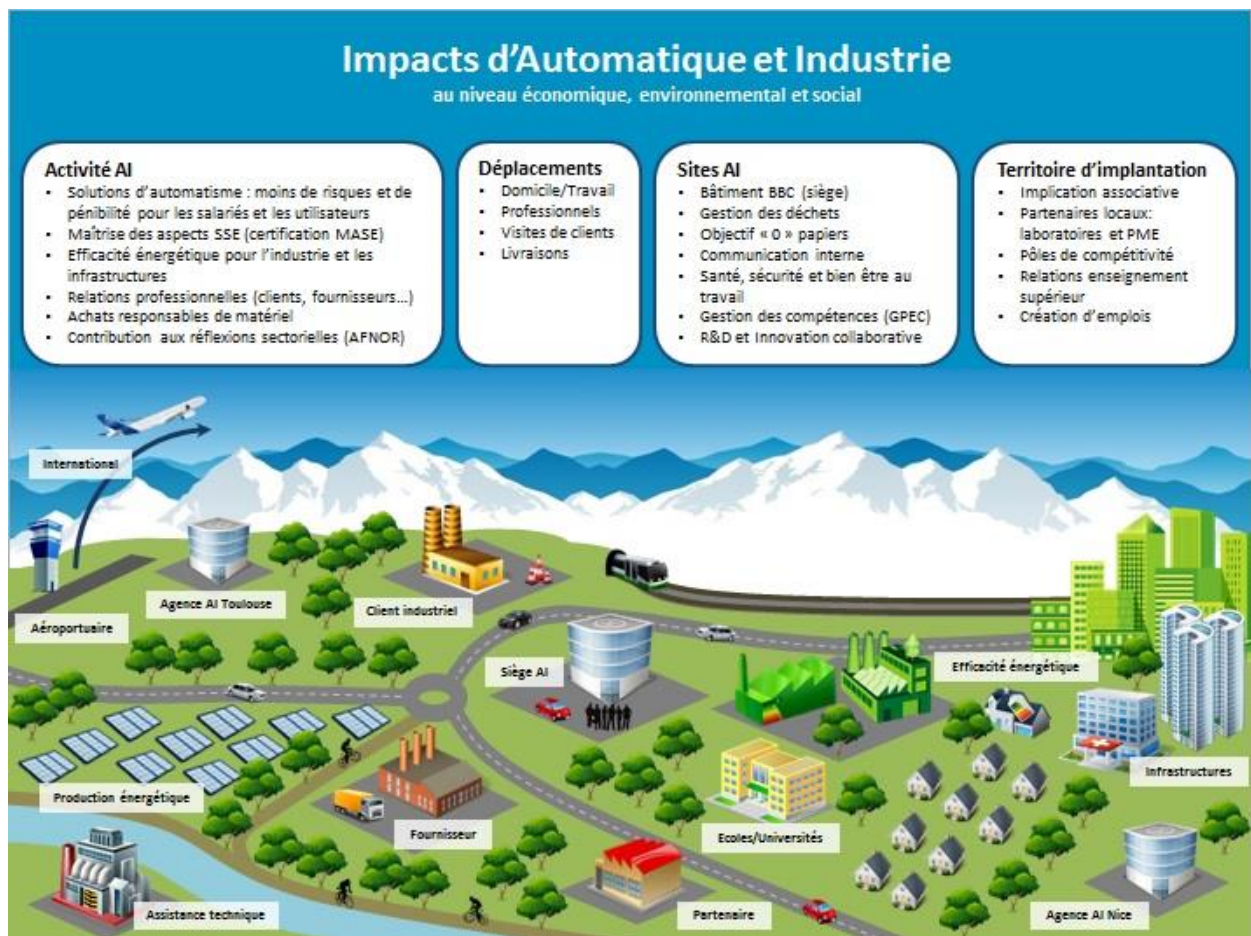 Impacts d'Automatique et Industrie
au niveau économique, environnemental et social
Activité AI
▪ Solutions d'automatisme : moins de risques et de
pénibilité pour les salariés et les utilisateurs
▪ Maîtrise des aspects SSE (certification MASE)
▪ Efficacité énergétique pour l'industrie et les
infrastructures
▪ Relations professionnelles (clients, fournisseurs...)
▪ Achats responsables de matériel
▪ Contribution aux réflexions sectorielles (AFNOR)
Déplacements
▪ Domicile/Travail
▪ Professionnels
▪ Visites de clients
▪ Livraisons
Sites AI
▪ Bâtiment BBC (siège)
▪ Gestion des déchets
▪ Objectif « 0 » papiers
▪ Communication interne
▪ Santé, sécurité et bien être au
travail
▪ Gestion des compétences (GPEC)
▪ R&D et Innovation collaborative
Territoire d'implantation
▪ Implication associative
▪ Partenaires locaux:
laboratoires et PME
▪ Pôles de compétitivité
▪ Relations enseignement
supérieur
▪ Création d'emplois
International
Agence AI Toulouse
Client industriel
Aéroportuaire
Siège AI
Efficacité énergétique
Infrastructures
Production énergétique
Fournisseur
Ecoles/Universités
Assistance technique
Partenaire
Agence AI Nice